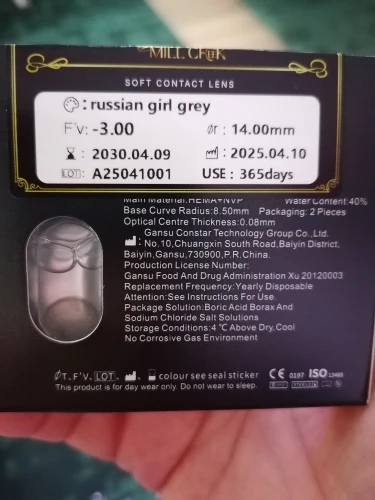 MILL CREEK
SOFT CONTACT LENS
: russian girl grey
F'V: -3.00 Ør : 14.00mm
: 2030.04.09 : 2025.04.10
LOT: A25041001 USE : 365days
Main Material:HEMA+NVP Water Content:40%
Base Curve Radius:8.50mm Packaging: 2 Pieces
Optical Centre Thickness:0.08mm
Gansu Constar Technology Group Co.,Ltd.
: No.10,Chuangxin South Road,Baiyin District,
Baiyin,Gansu,730900,P.R.China.
Production License Number:
Gansu Food And Drug Administration Xu 20120003
Replacement Frequency:Yearly Disposable
Attention:See Instructions For Use.
Package Solution:Boric Acid Borax And
Sodium Chloride Salt Solutions
Storage Conditions:4 ℃ Above Dry,Cool
No Corrosive Gas Environment
ØT, F'V, LOT, colour see seal sticker CE 0197 ISO 13485
This product is for day wear only. Do not wear to sleep.